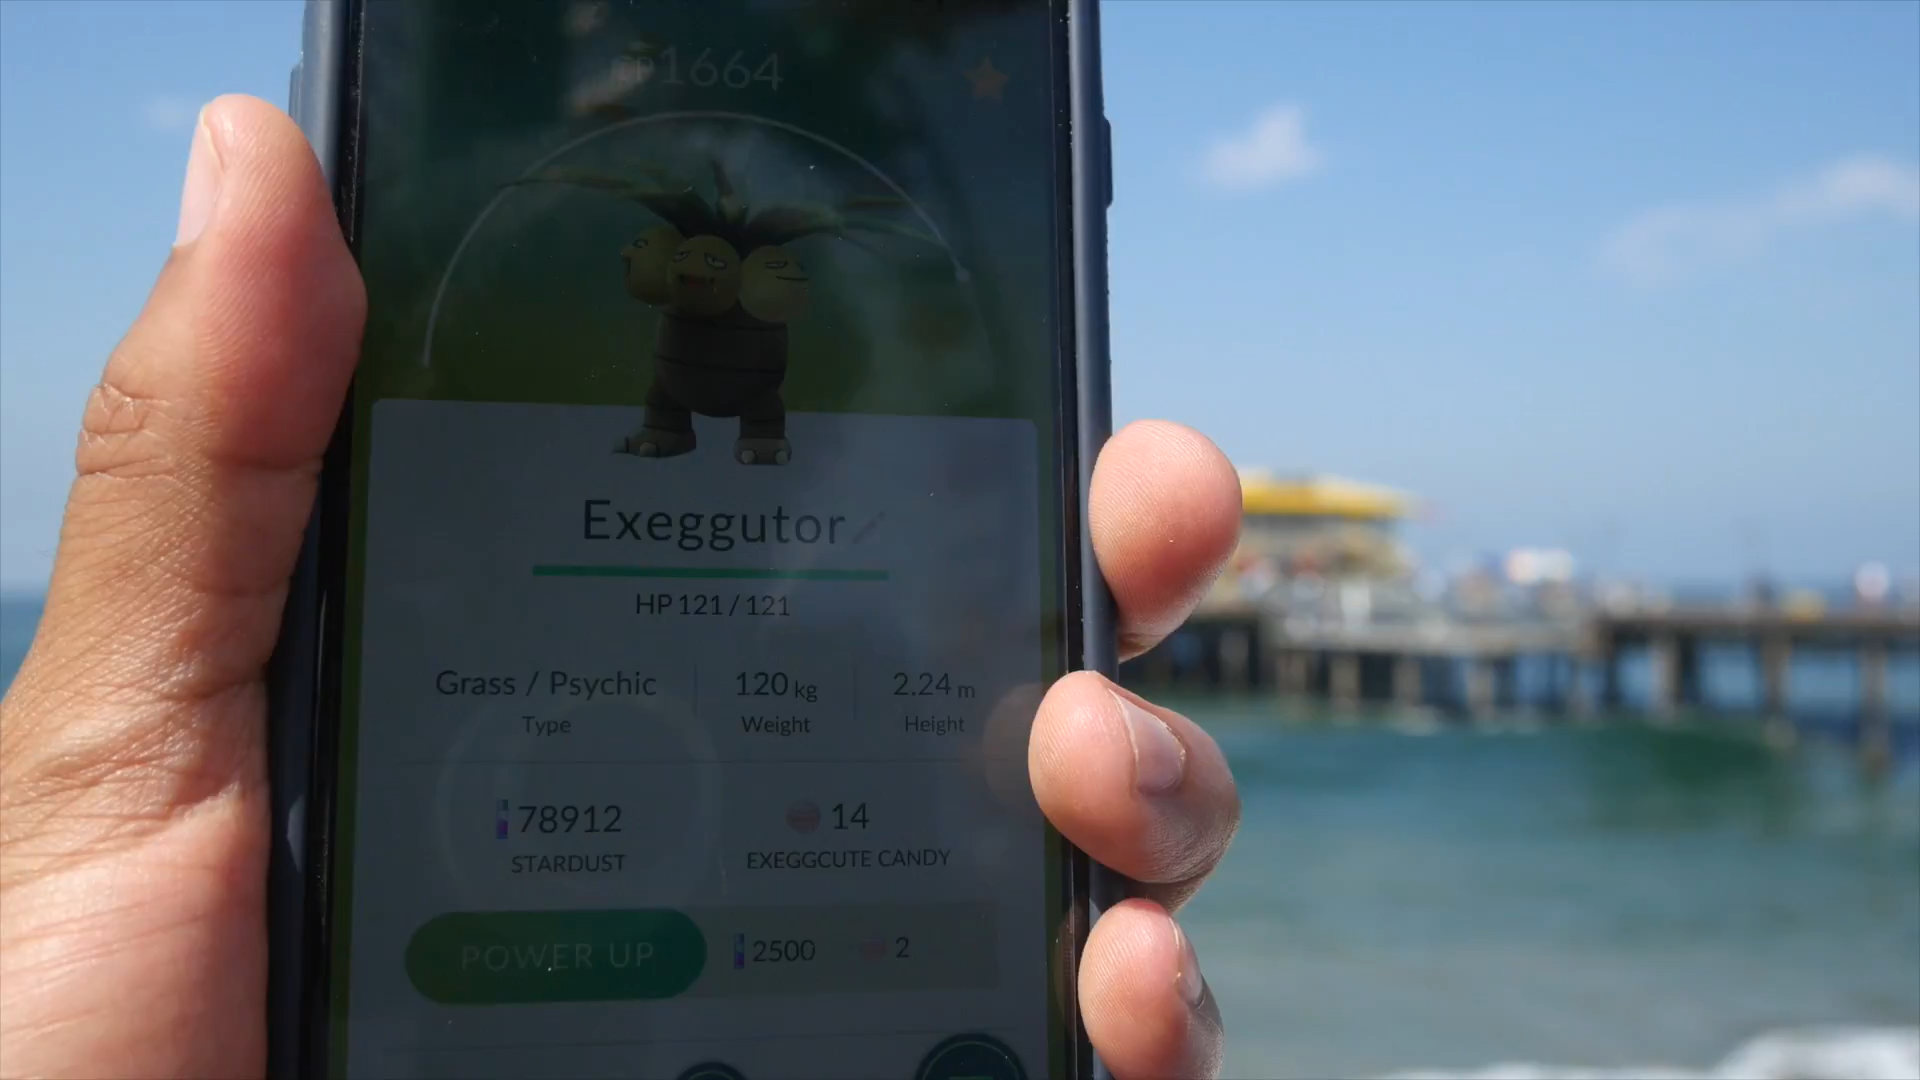 CP1664
Exeggutor
HP 121 / 121
Grass / Psychic
Type
120 kg
Weight
2.24 m
Height
78912
STARDUST
14
EXEGGCUTE CANDY
POWER UP
2500
2